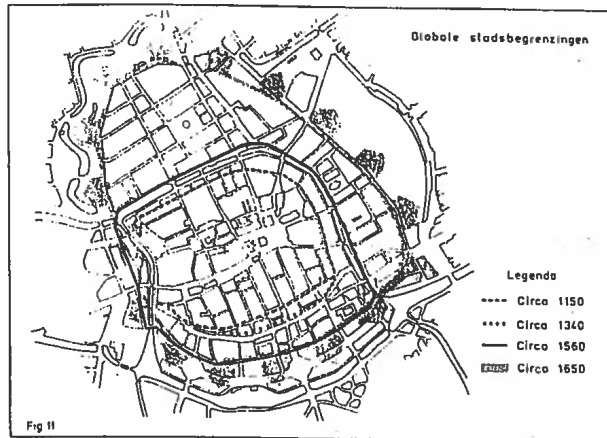 Globale stadsbegrenzingen
Legenda
Circa 1150
Circa 1340
Circa 1560
Circa 1650
Fig 11